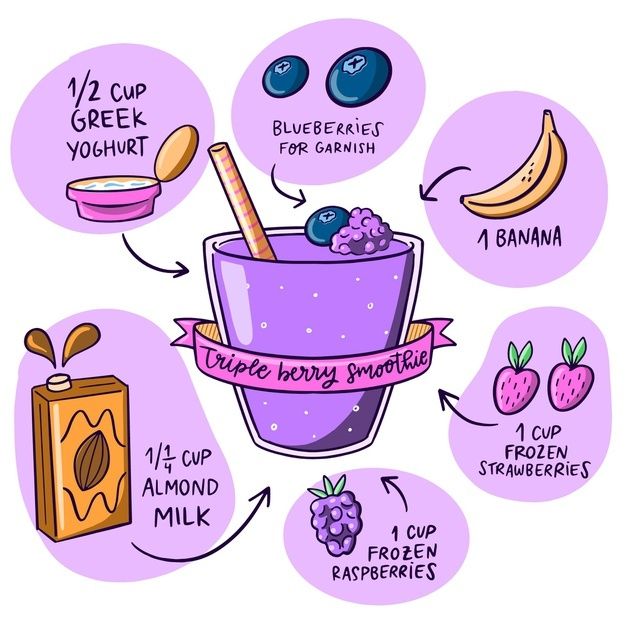 1/2 CUP
GREEK
YOGHURT
BLUEBERRIES
FOR GARNISH
1 BANANA
triple berry smoothie
1/1/4 CUP
ALMOND
MILK
1 CUP
FROZEN
RASPBERRIES
1 CUP
FROZEN
STRAWBERRIES